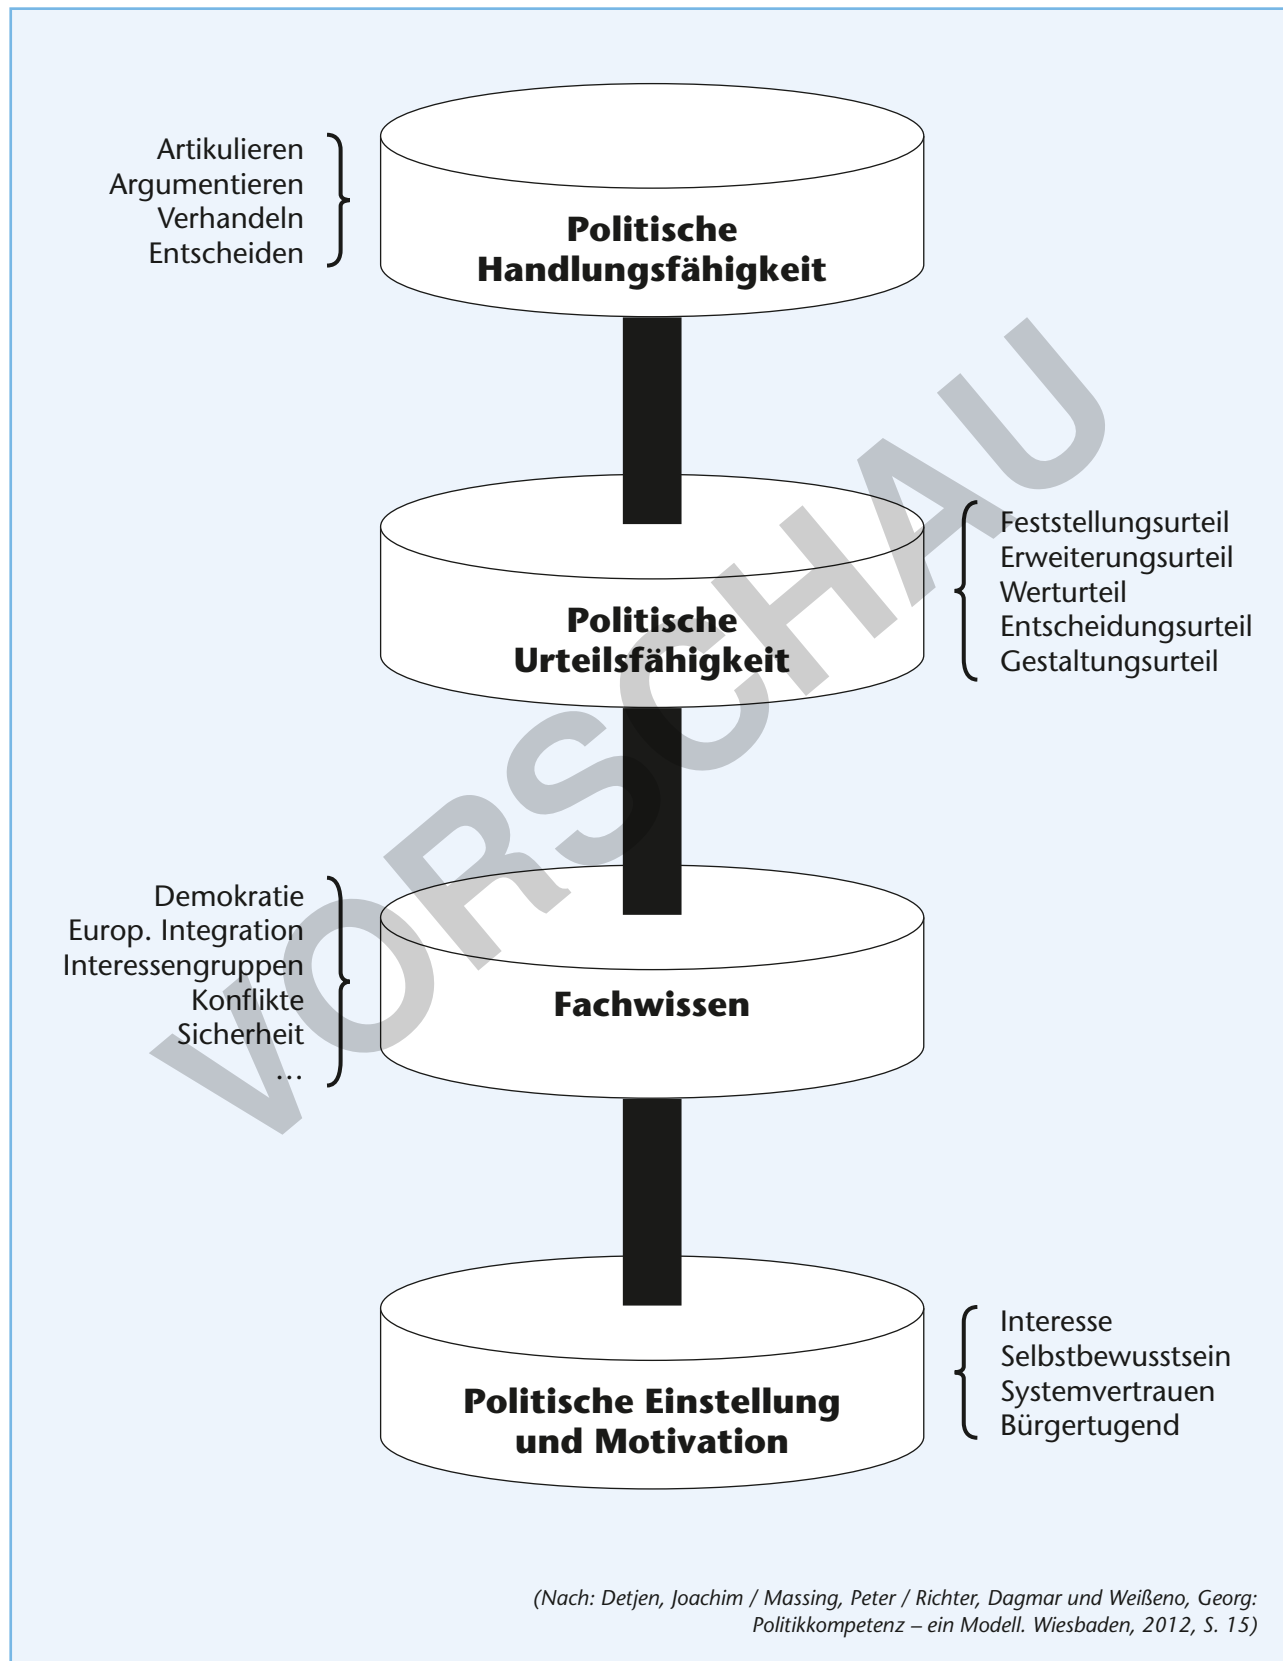 Artikulieren
Argumentieren
Verhandeln
Entscheiden
Politische
Handlungsfähigkeit
Feststellungsurteil
Erweiterungsurteil
Werturteil
Entscheidungsurteil
Gestaltungsurteil
Politische
Urteilsfähigkeit
Demokratie
Europ. Integration
Interessengruppen
Konflikte
Sicherheit
…
Fachwissen
Interesse
Selbstbewusstsein
Systemvertrauen
Bürgertugend
Politische Einstellung
und Motivation
(Nach: Detjen, Joachim / Massing, Peter / Richter, Dagmar und Weißeno, Georg:
Politikkompetenz – ein Modell. Wiesbaden, 2012, S. 15)
VORSCHAU